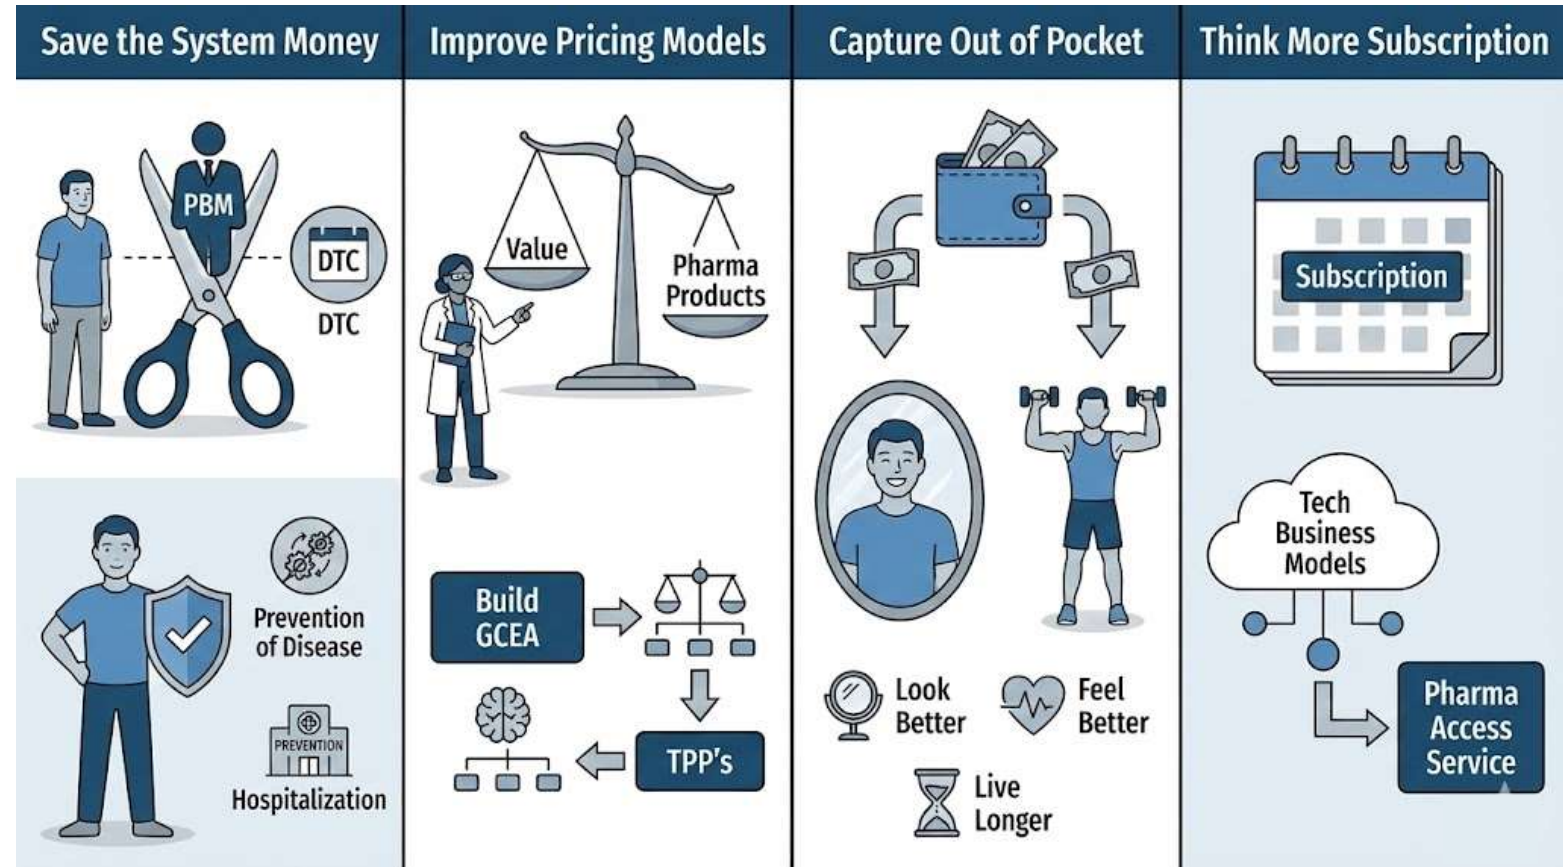 Save the System Money
PBM
DTC
DTC
Prevention
of Disease
PREVENTION
Hospitalization
Improve Pricing Models
Value
Pharma
Products
Build
GCEA
TPP's
Capture Out of Pocket
Look
Better
Feel
Better
Live
Longer
Think More Subscription
Subscription
Tech
Business
Models
Pharma
Access
Service